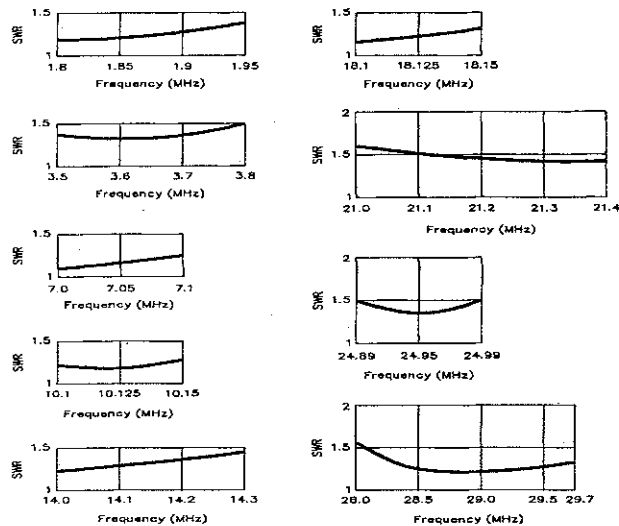 SWR
1.5
1
1.8 1.85 1.9 1.95
Frequency (MHz)
SWR
1.5
1
3.5 3.6 3.7 3.8
Frequency (MHz)
SWR
1.5
1
7.0 7.05 7.1
Frequency (MHz)
SWR
1.5
1
10.1 10.125 10.15
Frequency (MHz)
SWR
1.5
1
14.0 14.1 14.2 14.3
Frequency (MHz)
SWR
1.5
1
18.1 18.125 18.15
Frequency (MHz)
SWR
2
1.5
1
21.0 21.1 21.2 21.3 21.4
Frequency (MHz)
SWR
2
1.5
1
24.89 24.95 24.99
Frequency (MHz)
SWR
2
1.5
1
28.0 28.5 29.0 29.5 29.7
Frequency (MHz)